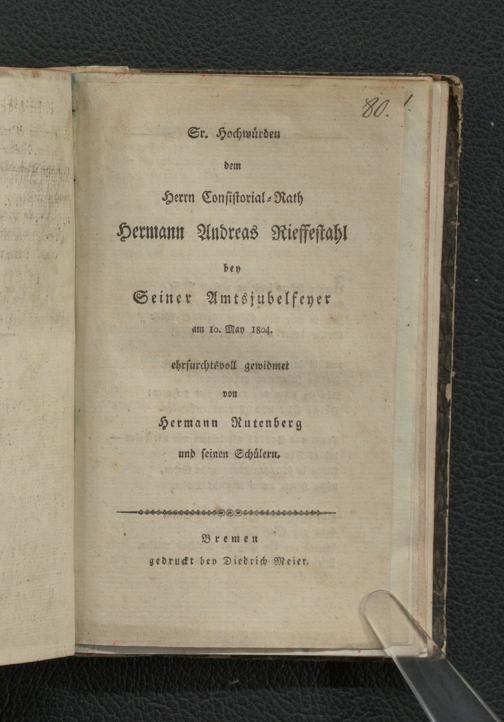 80.
Sr. Hochwürden
dem
Herrn Consistorial-Rath
Hermann Andreas Rieffestahl
bey
Seiner Amtsjubelfeyer
am 10. May 1804.
ehrfurchtsvoll gewidmet
von
Hermann Rutenberg
und seinen Schülern.
Bremen
gedruckt bey Diedrich Meier.